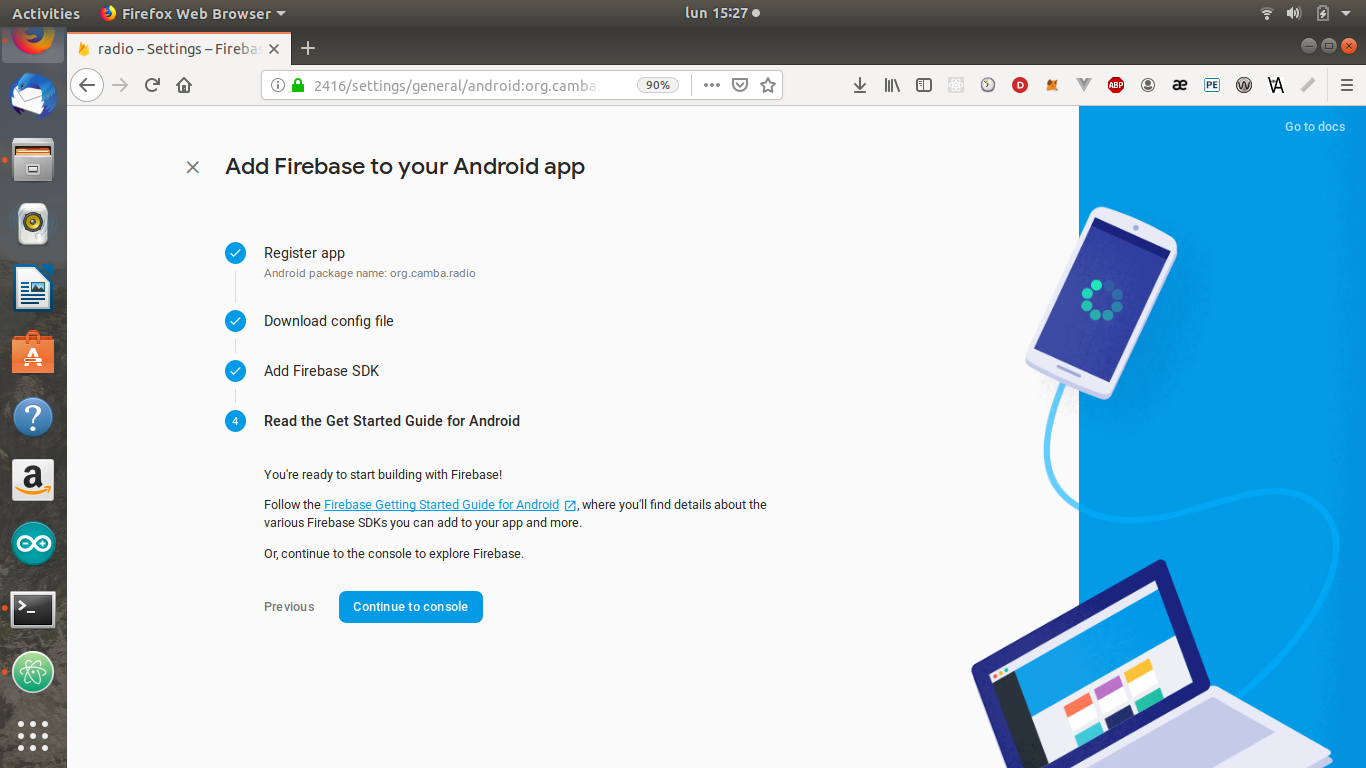 Activities Firefox Web Browser lun 15:27
radio – Settings – Fireba
2416/settings/general/android:org.camba. 90%
D ABP æ PE W
Go to docs
Add Firebase to your Android app
Register app
Android package name: org.camba.radio
Download config file
Add Firebase SDK
4 Read the Get Started Guide for Android
You're ready to start building with Firebase!
Follow the Firebase Getting Started Guide for Android , where you'll find details about the
various Firebase SDKs you can add to your app and more.
Or, continue to the console to explore Firebase.
Previous Continue to console